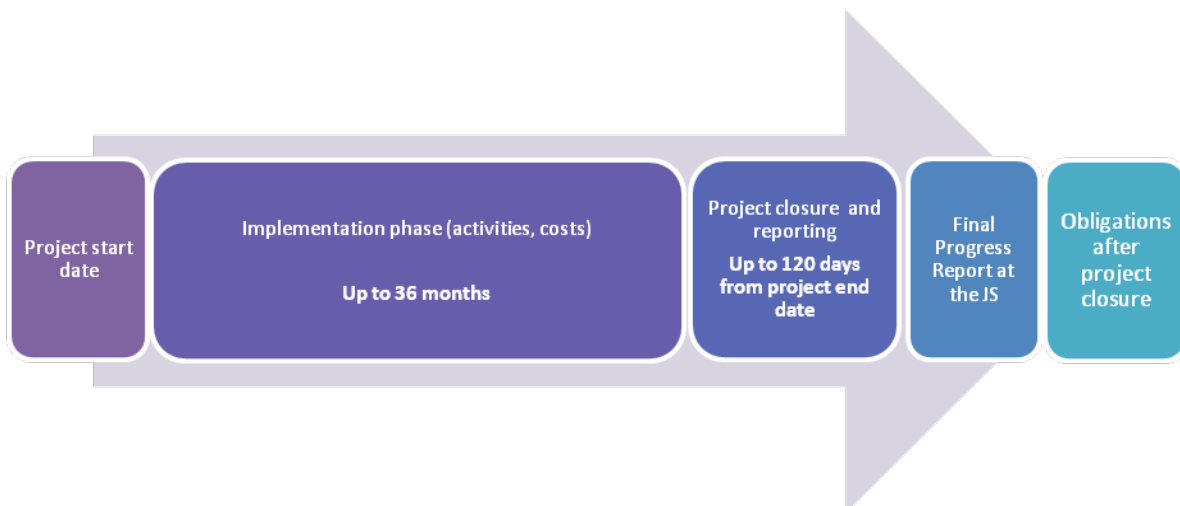 Project start
date
Implementation phase (activities, costs)
Up to 36 months
Project closure and
reporting
Up to 120 days
from project end
date
Final
Progress
Report at
the JS
Obligations
after
project
closure